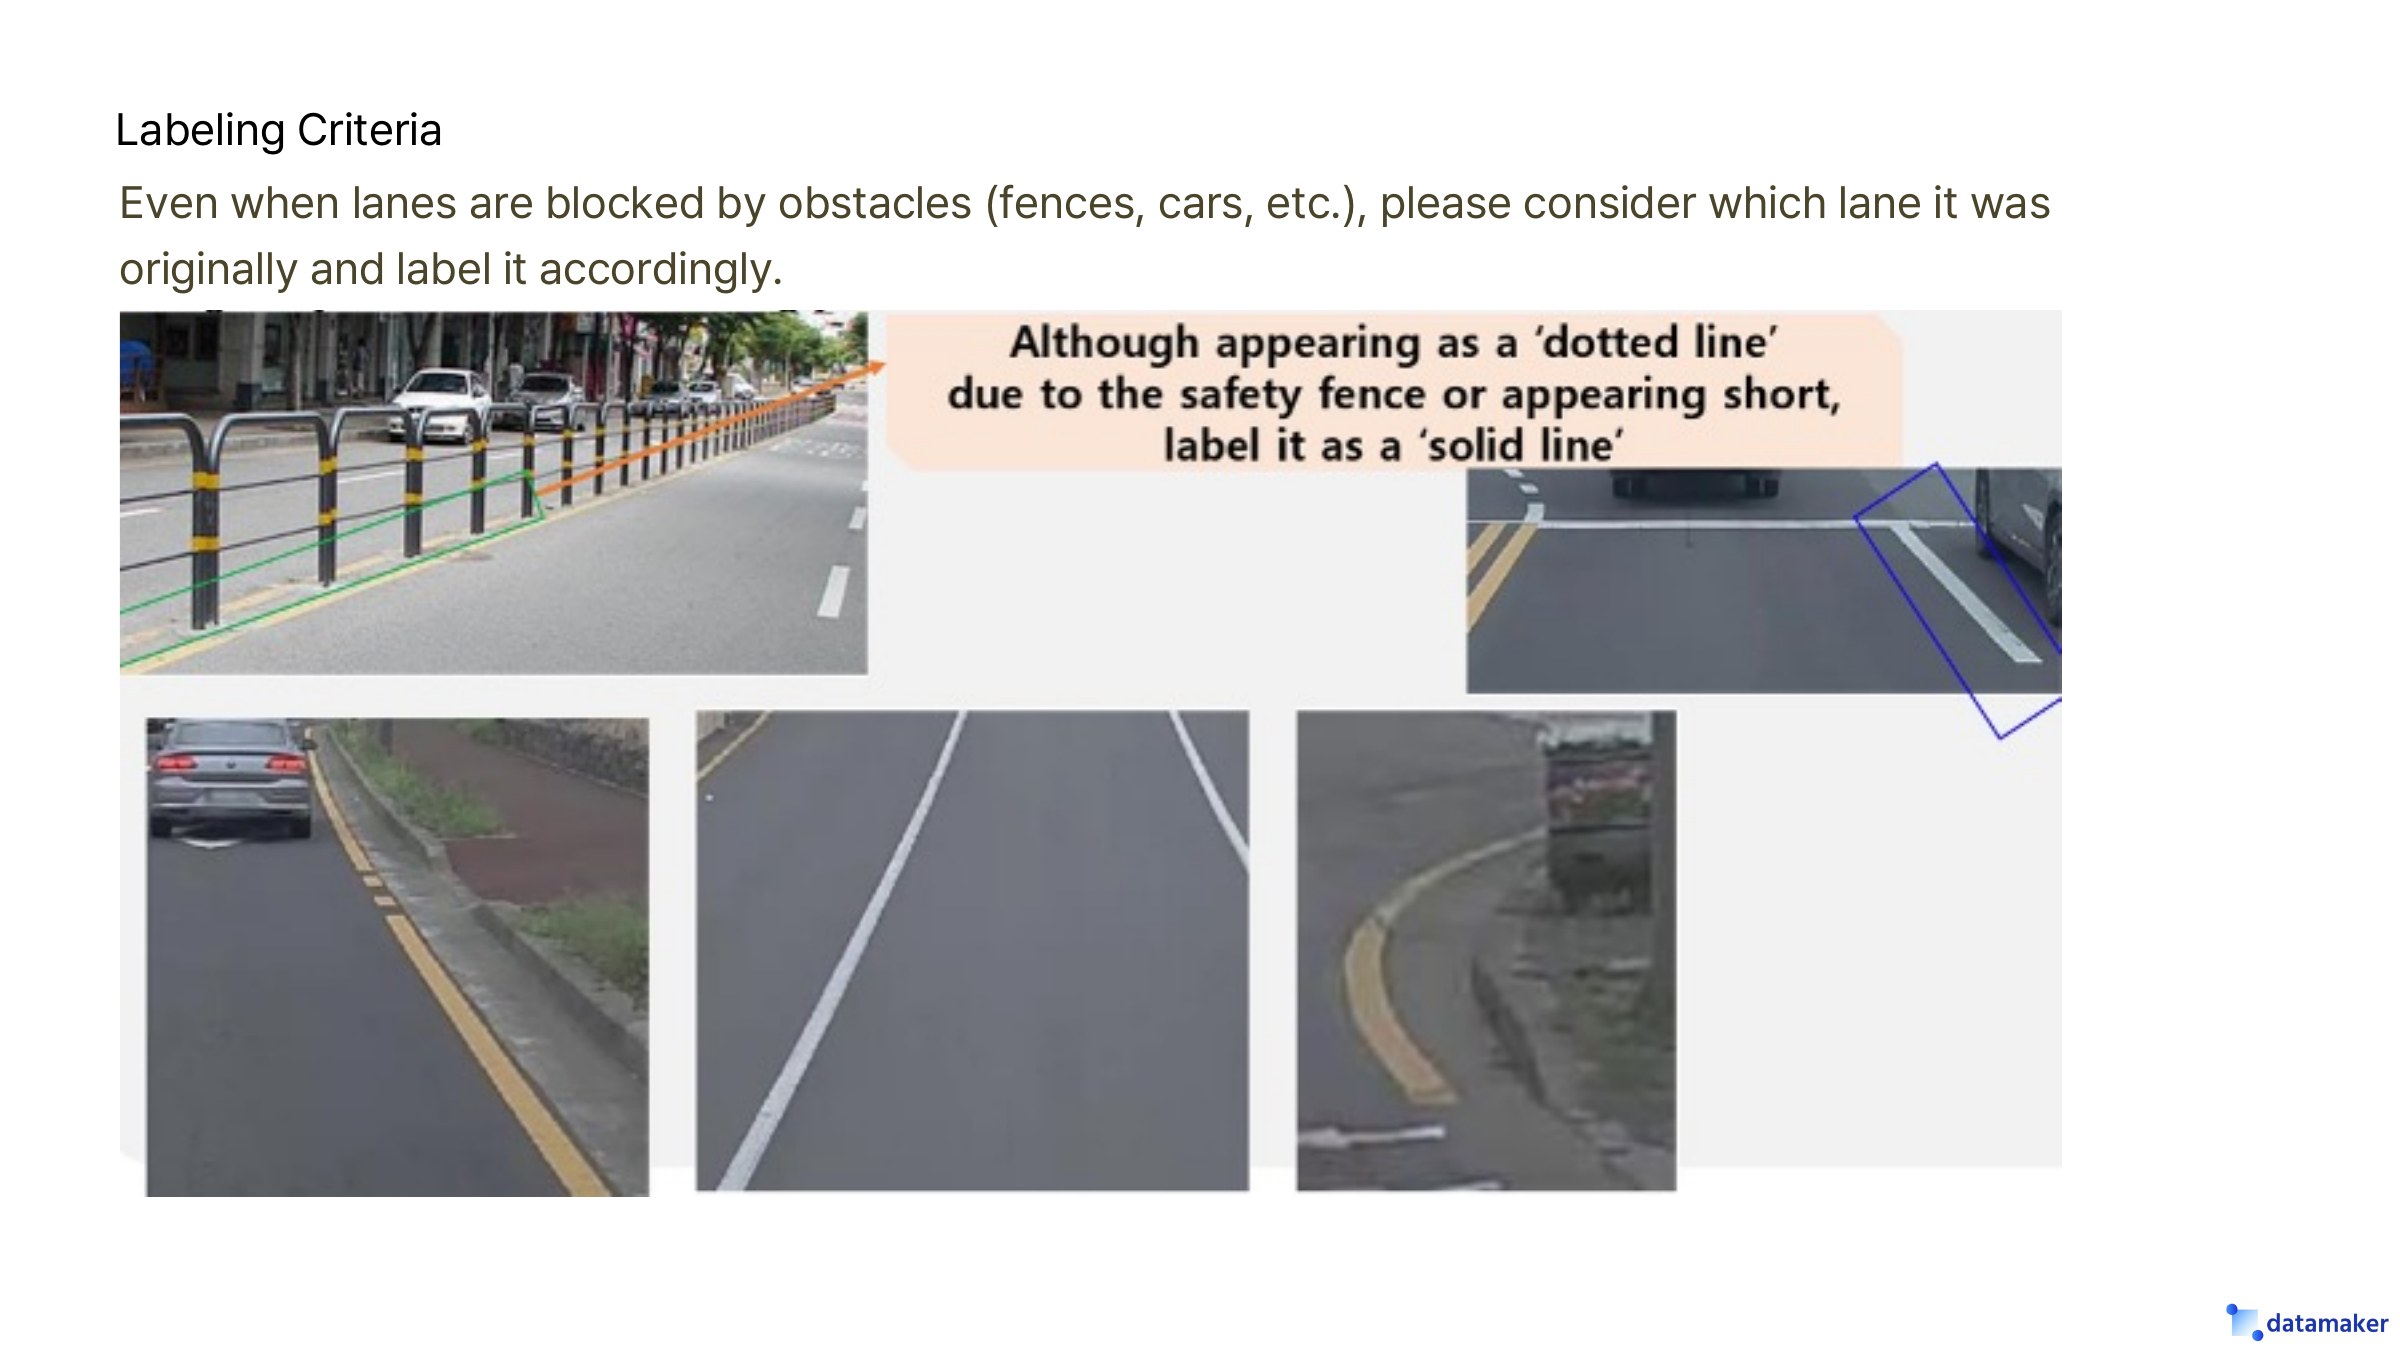 Labeling Criteria
Even when lanes are blocked by obstacles (fences, cars, etc.), please consider which lane it was
originally and label it accordingly.
Although appearing as a ‘dotted line’
due to the safety fence or appearing short,
label it as a ‘solid line’
datamaker